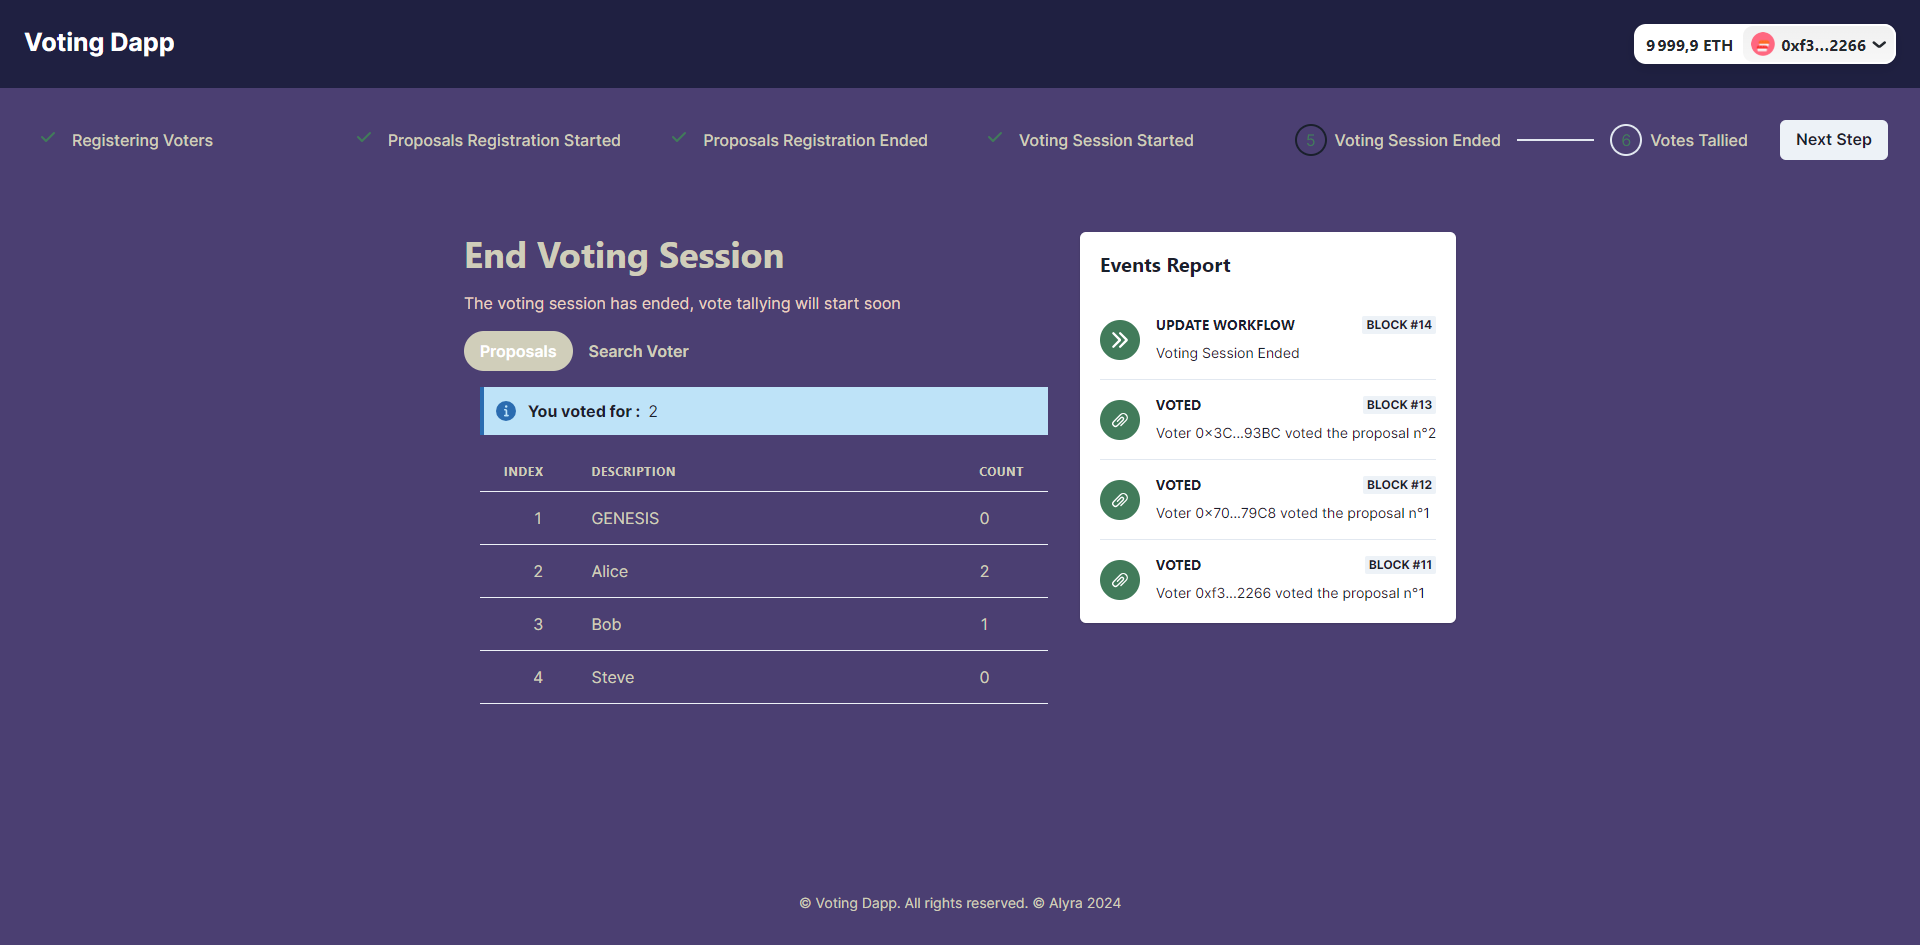 Voting Dapp
9 999,9 ETH 0xf3...2266
Registering Voters Proposals Registration Started Proposals Registration Ended Voting Session Started 5 Voting Session Ended 6 Votes Tallied Next Step
End Voting Session
The voting session has ended, vote tallying will start soon
Proposals Search Voter
You voted for : 2
INDEX DESCRIPTION COUNT
1 GENESIS 0
2 Alice 2
3 Bob 1
4 Steve 0
Events Report
UPDATE WORKFLOW BLOCK #14
Voting Session Ended
VOTED BLOCK #13
Voter 0x3C...93BC voted the proposal n°2
VOTED BLOCK #12
Voter 0x70...79C8 voted the proposal n°1
VOTED BLOCK #11
Voter 0xf3...2266 voted the proposal n°1
© Voting Dapp. All rights reserved. © Alyra 2024